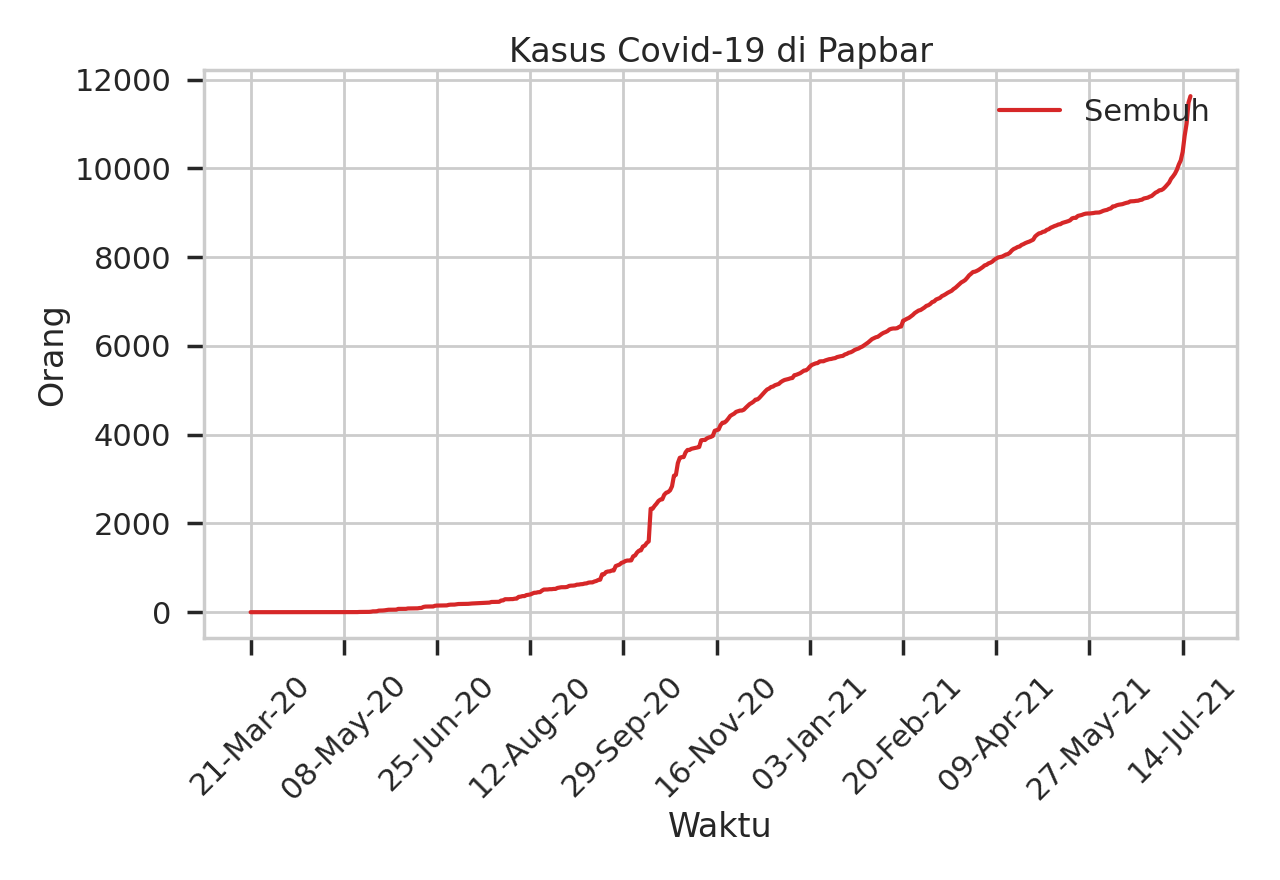 Kasus Covid-19 di Papbar
12000
10000
8000
6000
4000
2000
0
Orang
Sembuh
21-Mar-20
08-May-20
25-Jun-20
12-Aug-20
29-Sep-20
16-Nov-20
03-Jan-21
20-Feb-21
09-Apr-21
27-May-21
14-Jul-21
Waktu